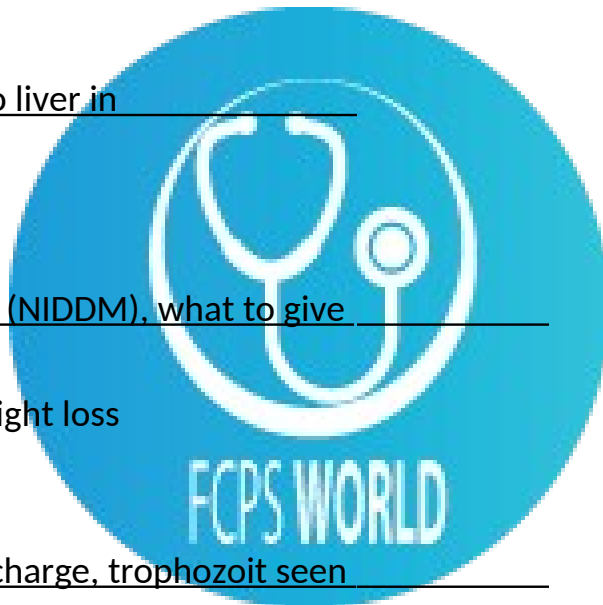 o liver in
(NIDDM), what to give
ight loss
charge, trophozoit seen
FCPS WORLD